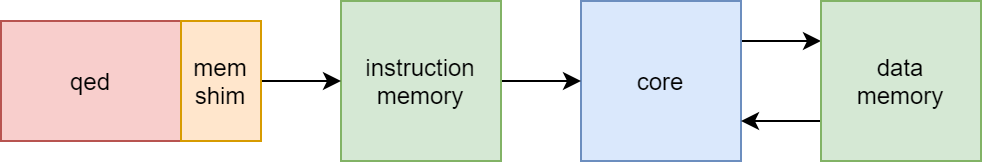 qed
mem
shim
instruction
memory
core
data
memory